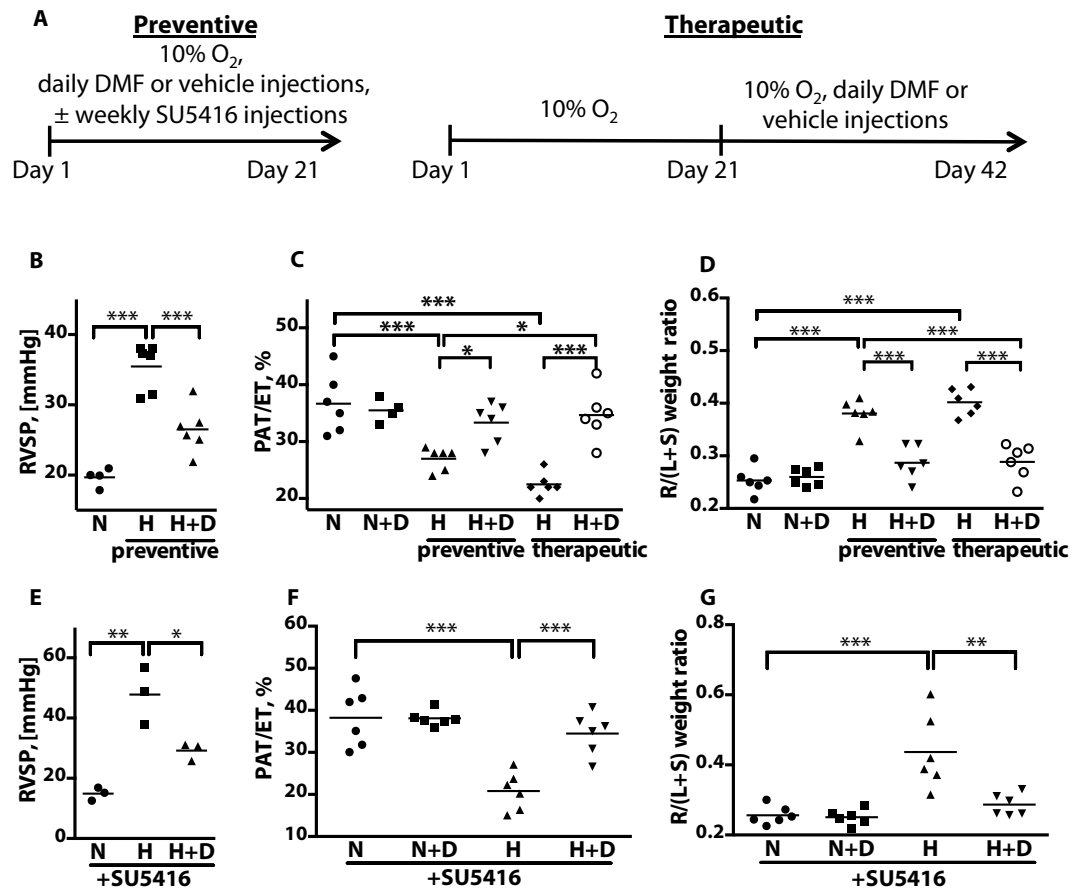 A
Preventive
10% O₂,
daily DMF or vehicle injections,
± weekly SU5416 injections
Day 1
Day 21
Therapeutic
10% O₂
10% O₂, daily DMF or
vehicle injections
Day 1
Day 21
Day 42
B
RVSP, [mmHg]
40
20
*** ***
N H H+D
preventive
C
PAT/ET, %
50
40
30
20
***
*** *
* ***
N N+D H H+D H H+D
preventive therapeutic
D
R/(L+S) weight ratio
0.6
0.5
0.4
0.3
0.2
***
*** ***
*** ***
N N+D H H+D H H+D
preventive therapeutic
E
RVSP, [mmHg]
60
40
20
0
** *
N H H+D
+SU5416
F
PAT/ET, %
60
50
40
30
20
10
*** ***
N N+D H H+D
+SU5416
G
R/(L+S) weight ratio
0.8
0.6
0.4
0.2
*** **
N N+D H H+D
+SU5416